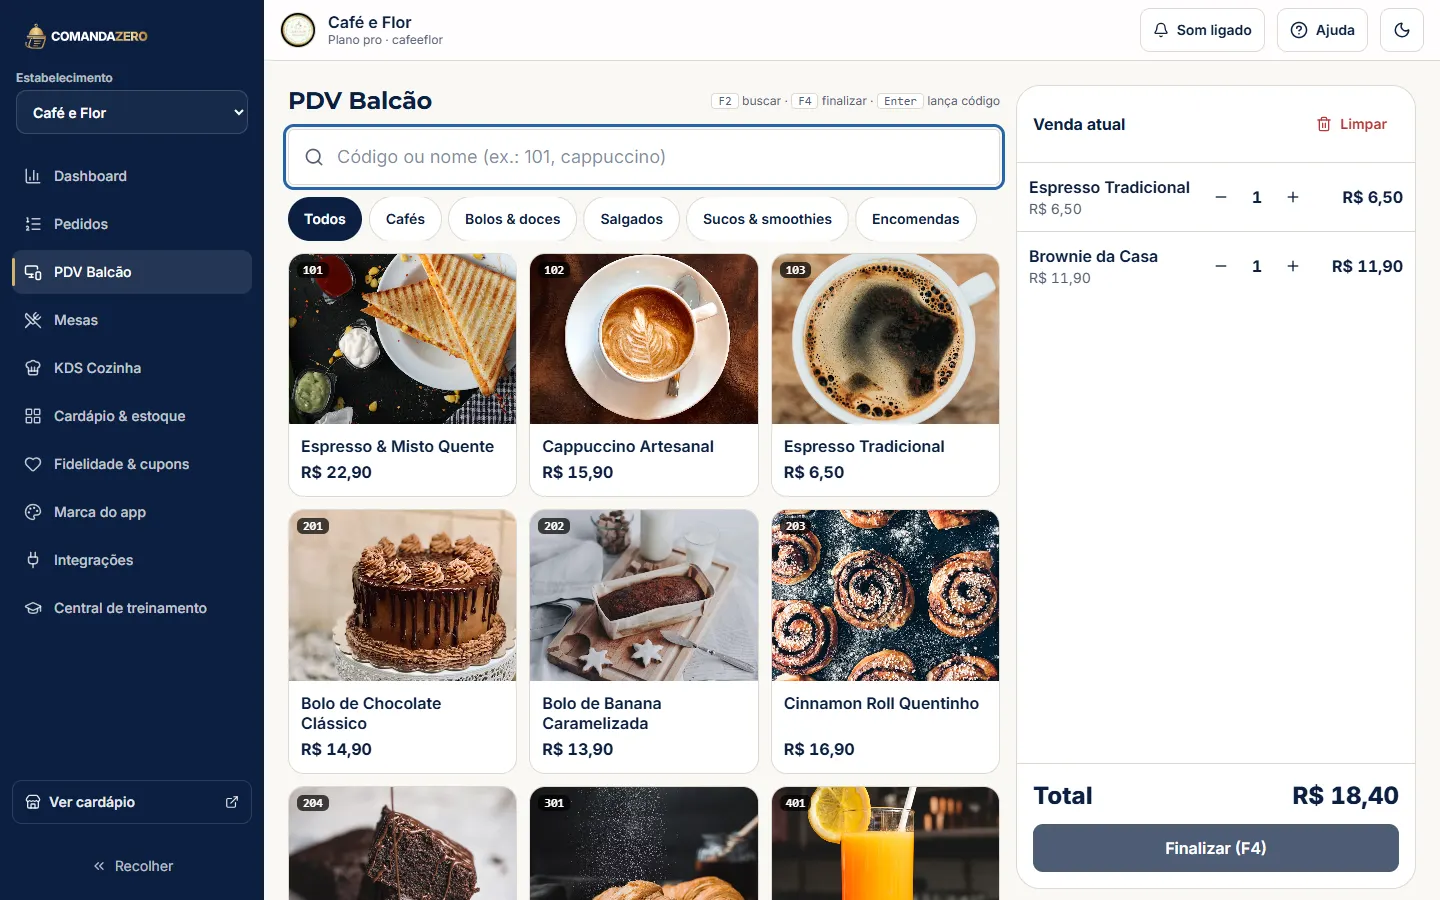 COMANDAZERO
Estabelecimento
Café e Flor
Dashboard
Pedidos
PDV Balcão
Mesas
KDS Cozinha
Cardápio & estoque
Fidelidade & cupons
Marca do app
Integrações
Central de treinamento
Ver cardápio
Recolher
Café e Flor
Plano pro · cafeeflor
Som ligado
Ajuda
PDV Balcão
F2 buscar · F4 finalizar · Enter lança código
Código ou nome (ex.: 101, cappuccino)
Todos
Cafés
Bolos & doces
Salgados
Sucos & smoothies
Encomendas
101
Espresso & Misto Quente
R$ 22,90
102
Cappuccino Artesanal
R$ 15,90
103
Espresso Tradicional
R$ 6,50
201
Bolo de Chocolate
Clássico
R$ 14,90
202
Bolo de Banana
Caramelizada
R$ 13,90
203
Cinnamon Roll Quentinho
R$ 16,90
204
301
401
Venda atual
Limpar
Espresso Tradicional
R$ 6,50
− 1 + R$ 6,50
Brownie da Casa
R$ 11,90
− 1 + R$ 11,90
Total R$ 18,40
Finalizar (F4)